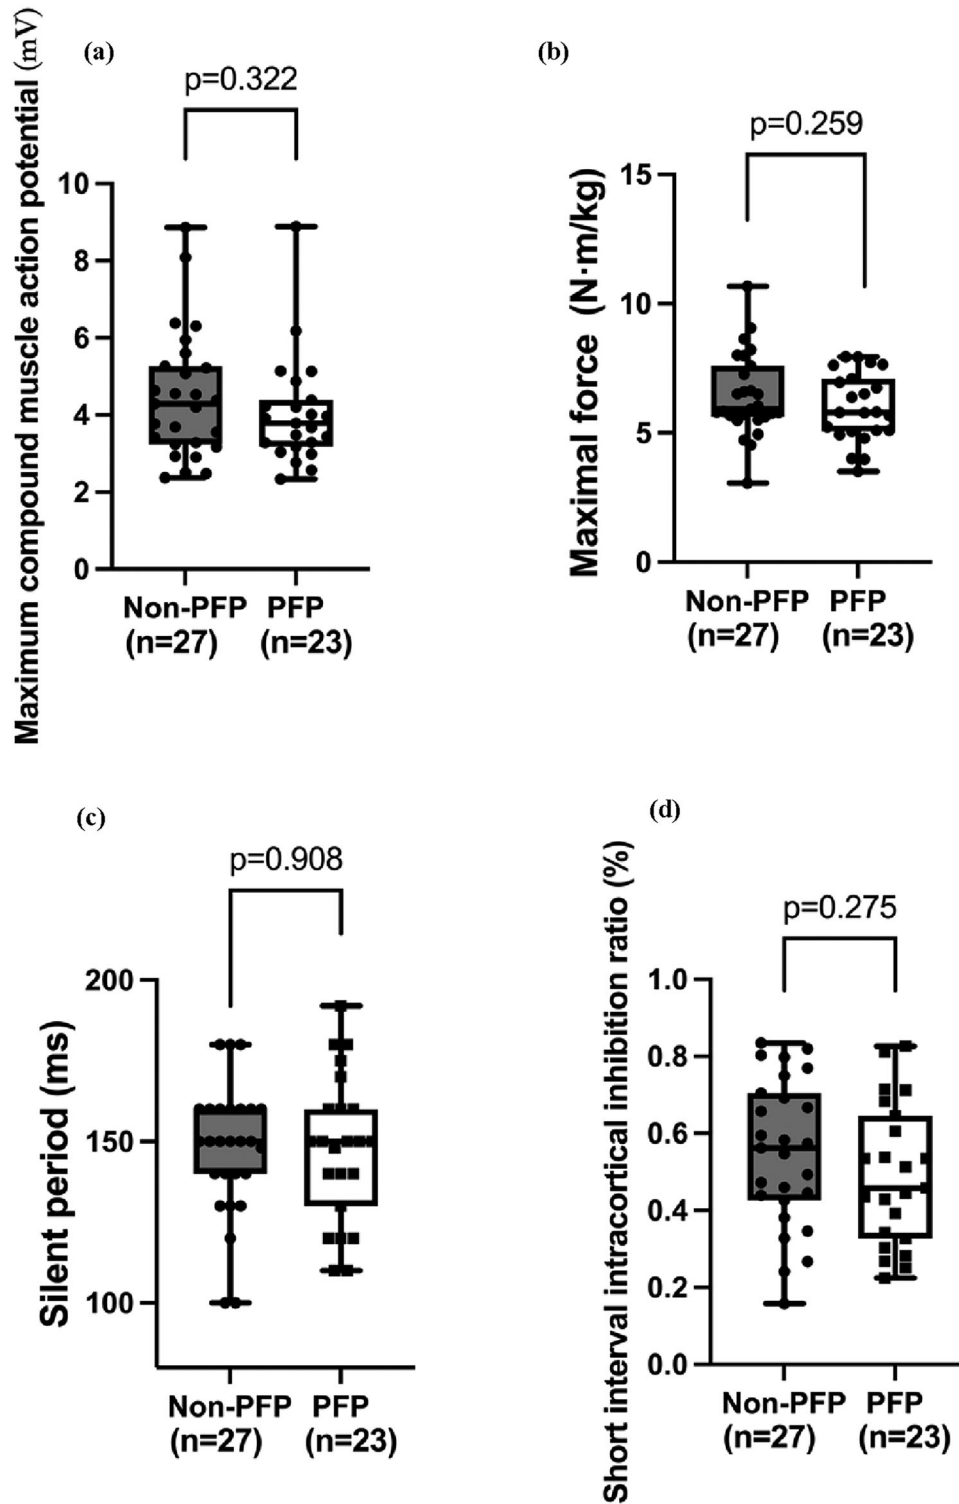 (a)
p=0.322
Maximum compound muscle action potential (mV)
10
8
6
4
2
0
Non-PFP PFP
(n=27) (n=23)
(b)
p=0.259
Maximal force (N·m/kg)
15
10
5
0
Non-PFP PFP
(n=27) (n=23)
(c)
p=0.908
Silent period (ms)
200
150
100
Non-PFP PFP
(n=27) (n=23)
(d)
p=0.275
Short interval intracortical inhibition ratio (%)
1.0
0.8
0.6
0.4
0.2
0.0
Non-PFP PFP
(n=27) (n=23)